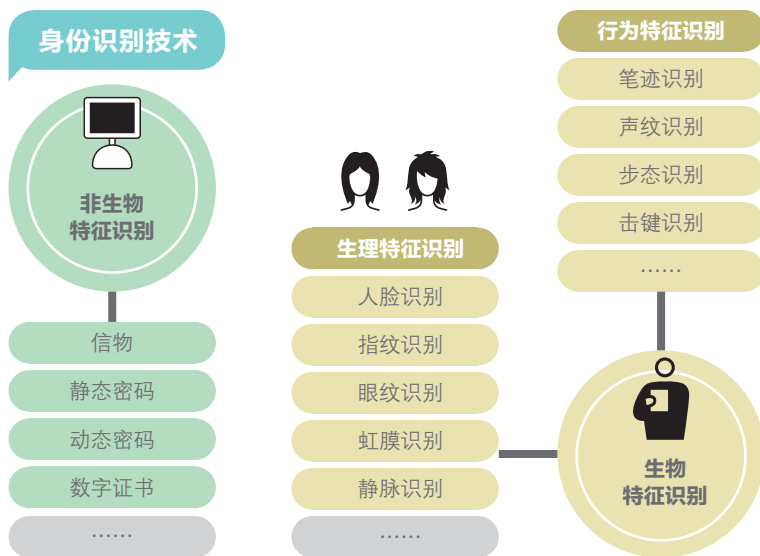 身份识别技术
非生物
特征识别
信物
静态密码
动态密码
数字证书
······
生理特征识别
人脸识别
指纹识别
眼纹识别
虹膜识别
静脉识别
······
行为特征识别
笔迹识别
声纹识别
步态识别
击键识别
······
生物
特征识别